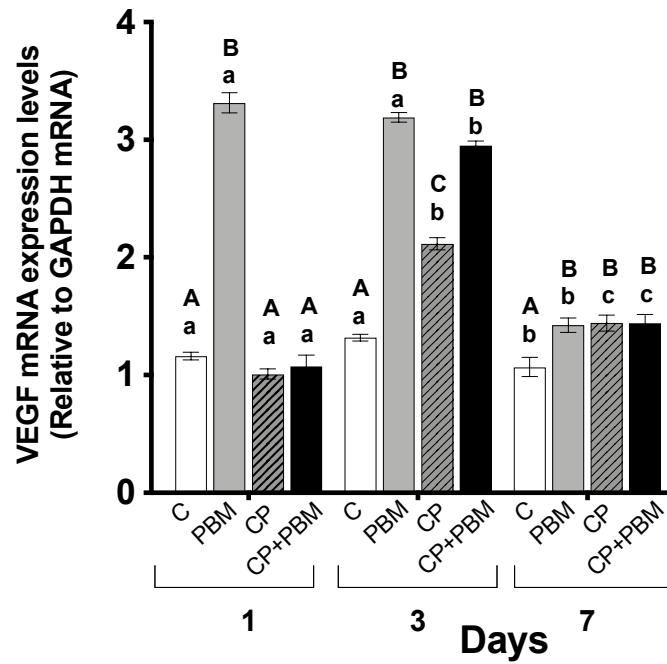 VEGF mRNA expression levels
(Relative to GAPDH mRNA)
4
3
2
1
0
A
a
B
a
A
a
A
a
A
a
B
a
C
b
B
b
A
b
B
b
B
c
B
c
C
PBM
CP
CP+PBM
C
PBM
CP
CP+PBM
C
PBM
CP
CP+PBM
1
3
7
Days